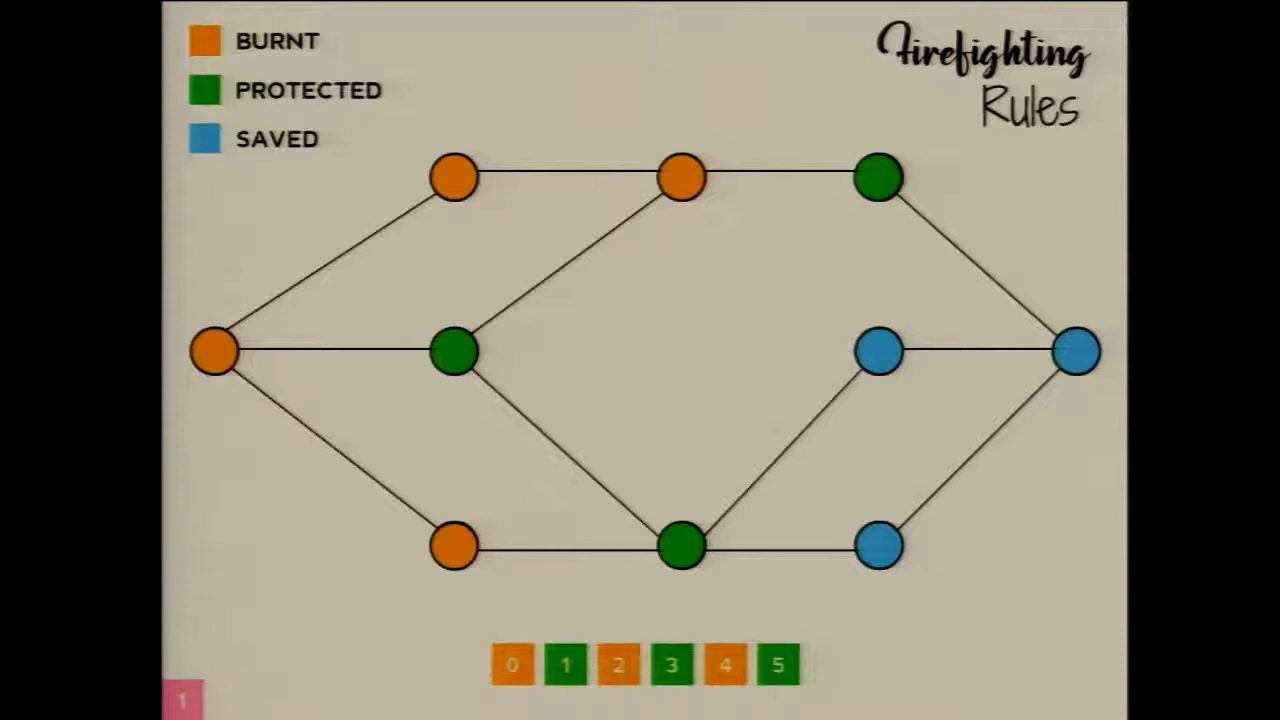 BURNT
PROTECTED
SAVED
Firefighting
Rules
0 1 2 3 4 5
1